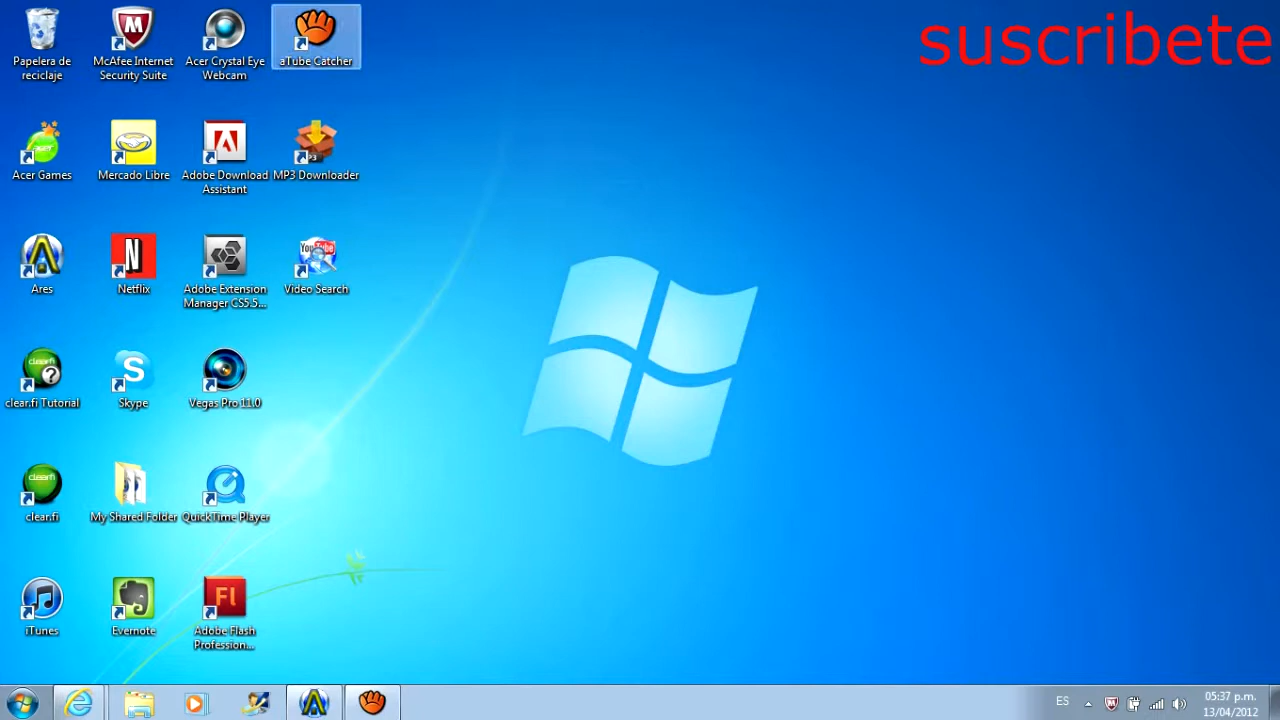 suscribete
Papelera de
reciclaje
McAfee Internet
Security Suite
Acer Crystal Eye
Webcam
aTube Catcher
Acer Games
Mercado Libre
Adobe Download
Assistant
MP3 Downloader
Ares
Netflix
Adobe Extension
Manager CS5.5...
Video Search
clear.fi Tutorial
Skype
Vegas Pro 11.0
clear.fi
My Shared Folder
QuickTime Player
iTunes
Evernote
Adobe Flash
Profession...
ES
05:37 p.m.
13/04/2012